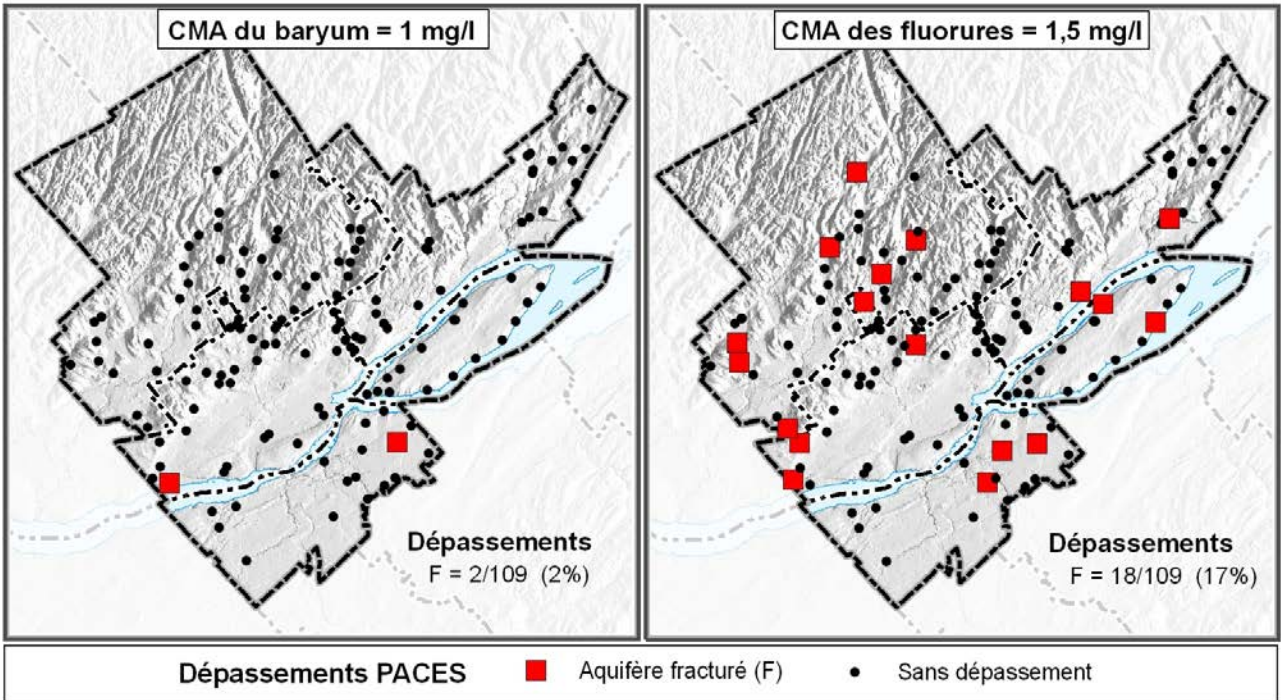 CMA du baryum = 1 mg/l
Dépassements
F = 2/109 (2%)
CMA des fluorures = 1,5 mg/l
Dépassements
F = 18/109 (17%)
Dépassements PACES
Aquifère fracturé (F)
Sans dépassement